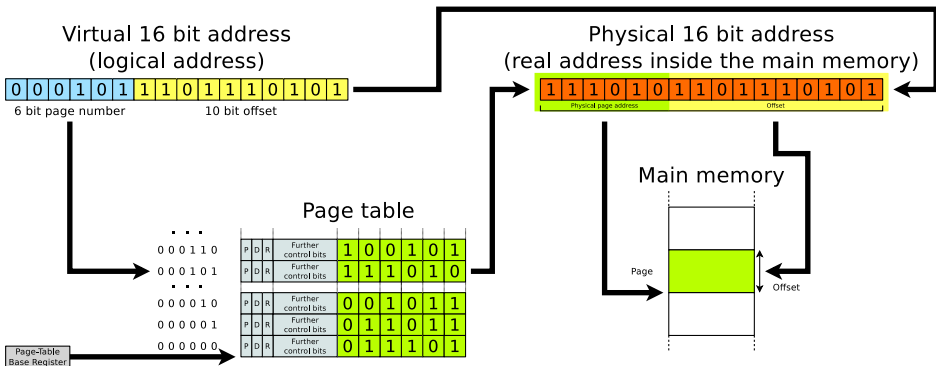 Virtual 16 bit address
(logical address)
0 0 0 1 0 1 1 1 0 1 1 1 0 1 0 1
6 bit page number 10 bit offset
Physical 16 bit address
(real address inside the main memory)
1 1 1 0 1 0 1 1 0 1 1 1 0 1 0 1
Physical page address Offset
Page table
. . .
0 0 0 1 1 0 P D R Further control bits 1 0 0 1 0 1
0 0 0 1 0 1 P D R Further control bits 1 1 1 0 1 0
. . .
0 0 0 0 1 0 P D R Further control bits 0 0 1 0 1 1
0 0 0 0 0 1 P D R Further control bits 0 1 1 0 1 1
0 0 0 0 0 0 P D R Further control bits 0 1 1 1 0 1
Page-Table
Base Register
Main memory
Page
Offset